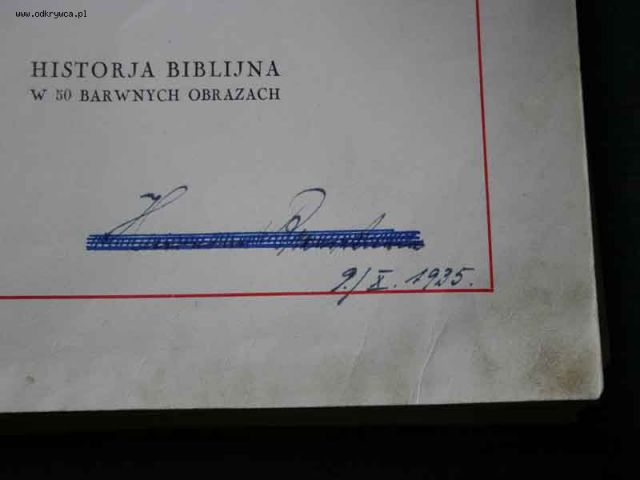 www.odkrywca.pl
HISTORJA BIBLIJNA
W 50 BARWNYCH OBRAZACH
9./X. 1935.